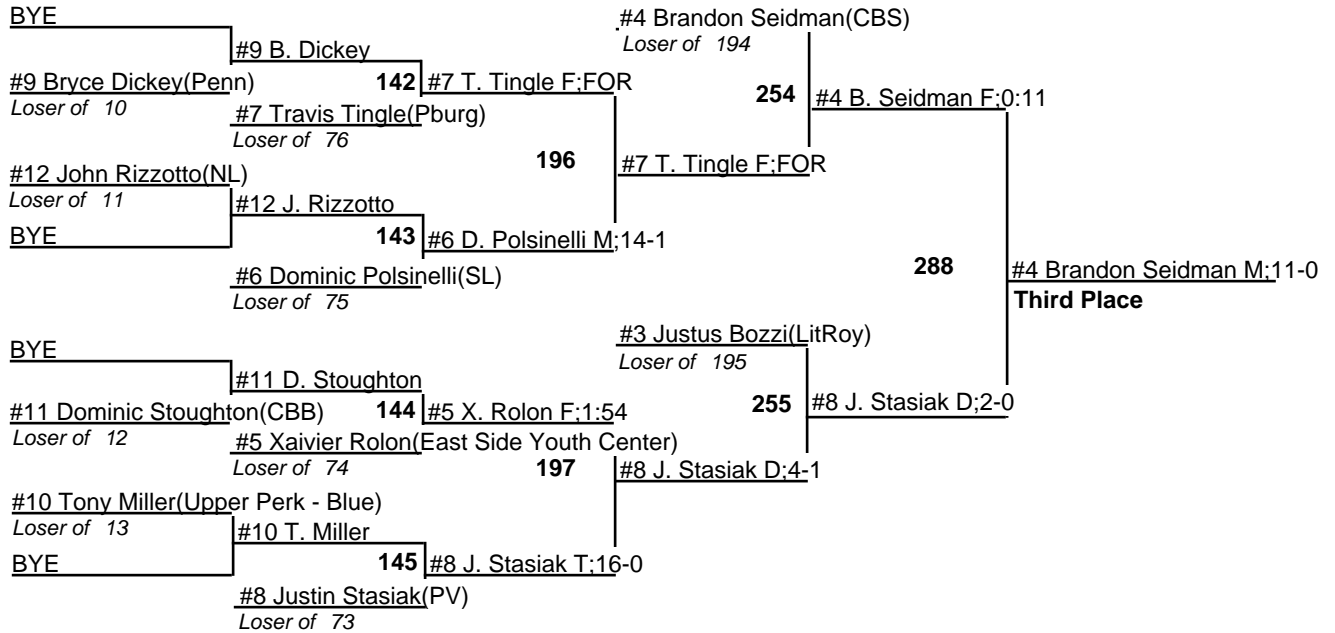 BYE
#9 B. Dickey
#9 Bryce Dickey(Penn)
Loser of 10
142
#7 T. Tingle F;FOR
#7 Travis Tingle(Pburg)
Loser of 76
196
#7 T. Tingle F;FOR
#12 John Rizzotto(NL)
Loser of 11
#12 J. Rizzotto
BYE
143
#6 D. Polsinelli M;14-1
#6 Dominic Polsinelli(SL)
Loser of 75
#4 Brandon Seidman(CBS)
Loser of 194
254
#4 B. Seidman F;0:11
288
#4 Brandon Seidman M;11-0
Third Place
BYE
#11 D. Stoughton
#11 Dominic Stoughton(CBB)
Loser of 12
144
#5 X. Rolon F;1:54
#5 Xaivier Rolon(East Side Youth Center)
Loser of 74
197
#8 J. Stasiak D;4-1
#10 Tony Miller(Upper Perk - Blue)
Loser of 13
#10 T. Miller
BYE
145
#8 J. Stasiak T;16-0
#8 Justin Stasiak(PV)
Loser of 73
#3 Justus Bozzi(LitRoy)
Loser of 195
255
#8 J. Stasiak D;2-0